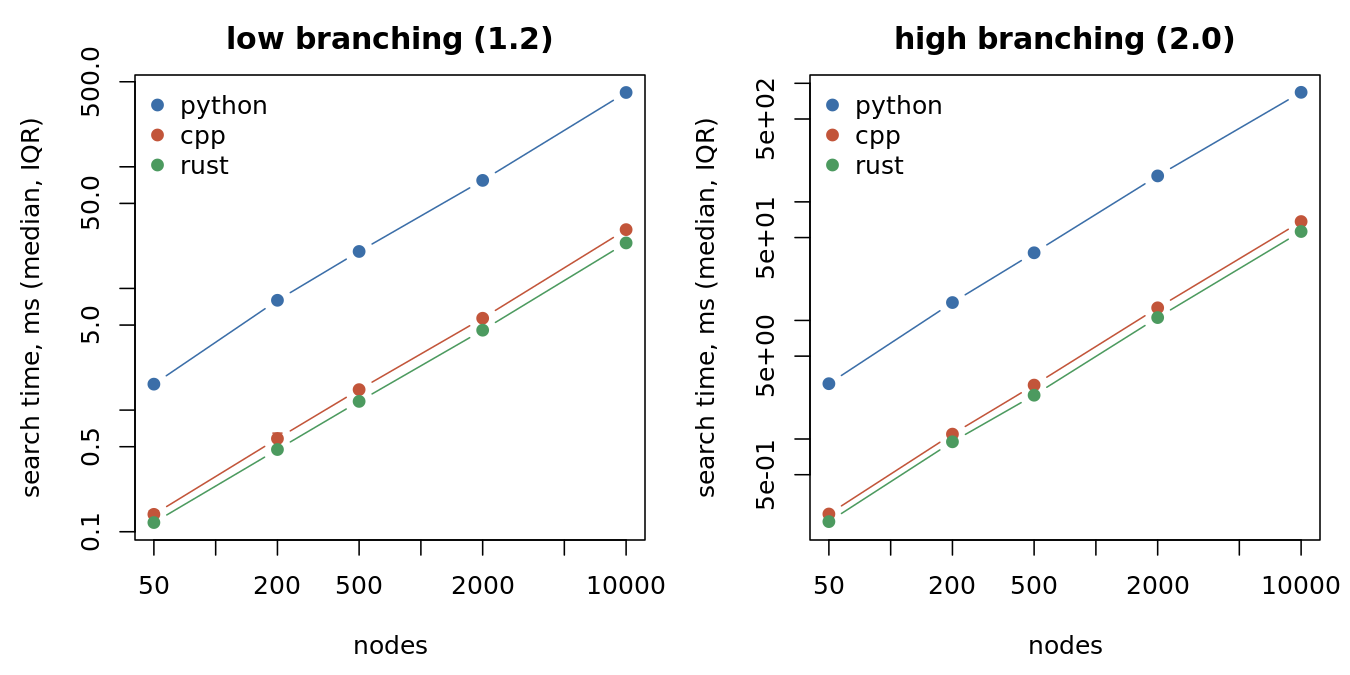 low branching (1.2)
search time, ms (median, IQR)
500.0
50.0
5.0
0.5
0.1
python
cpp
rust
50 200 500 2000 10000
nodes
high branching (2.0)
search time, ms (median, IQR)
5e+02
5e+01
5e+00
5e-01
python
cpp
rust
50 200 500 2000 10000
nodes